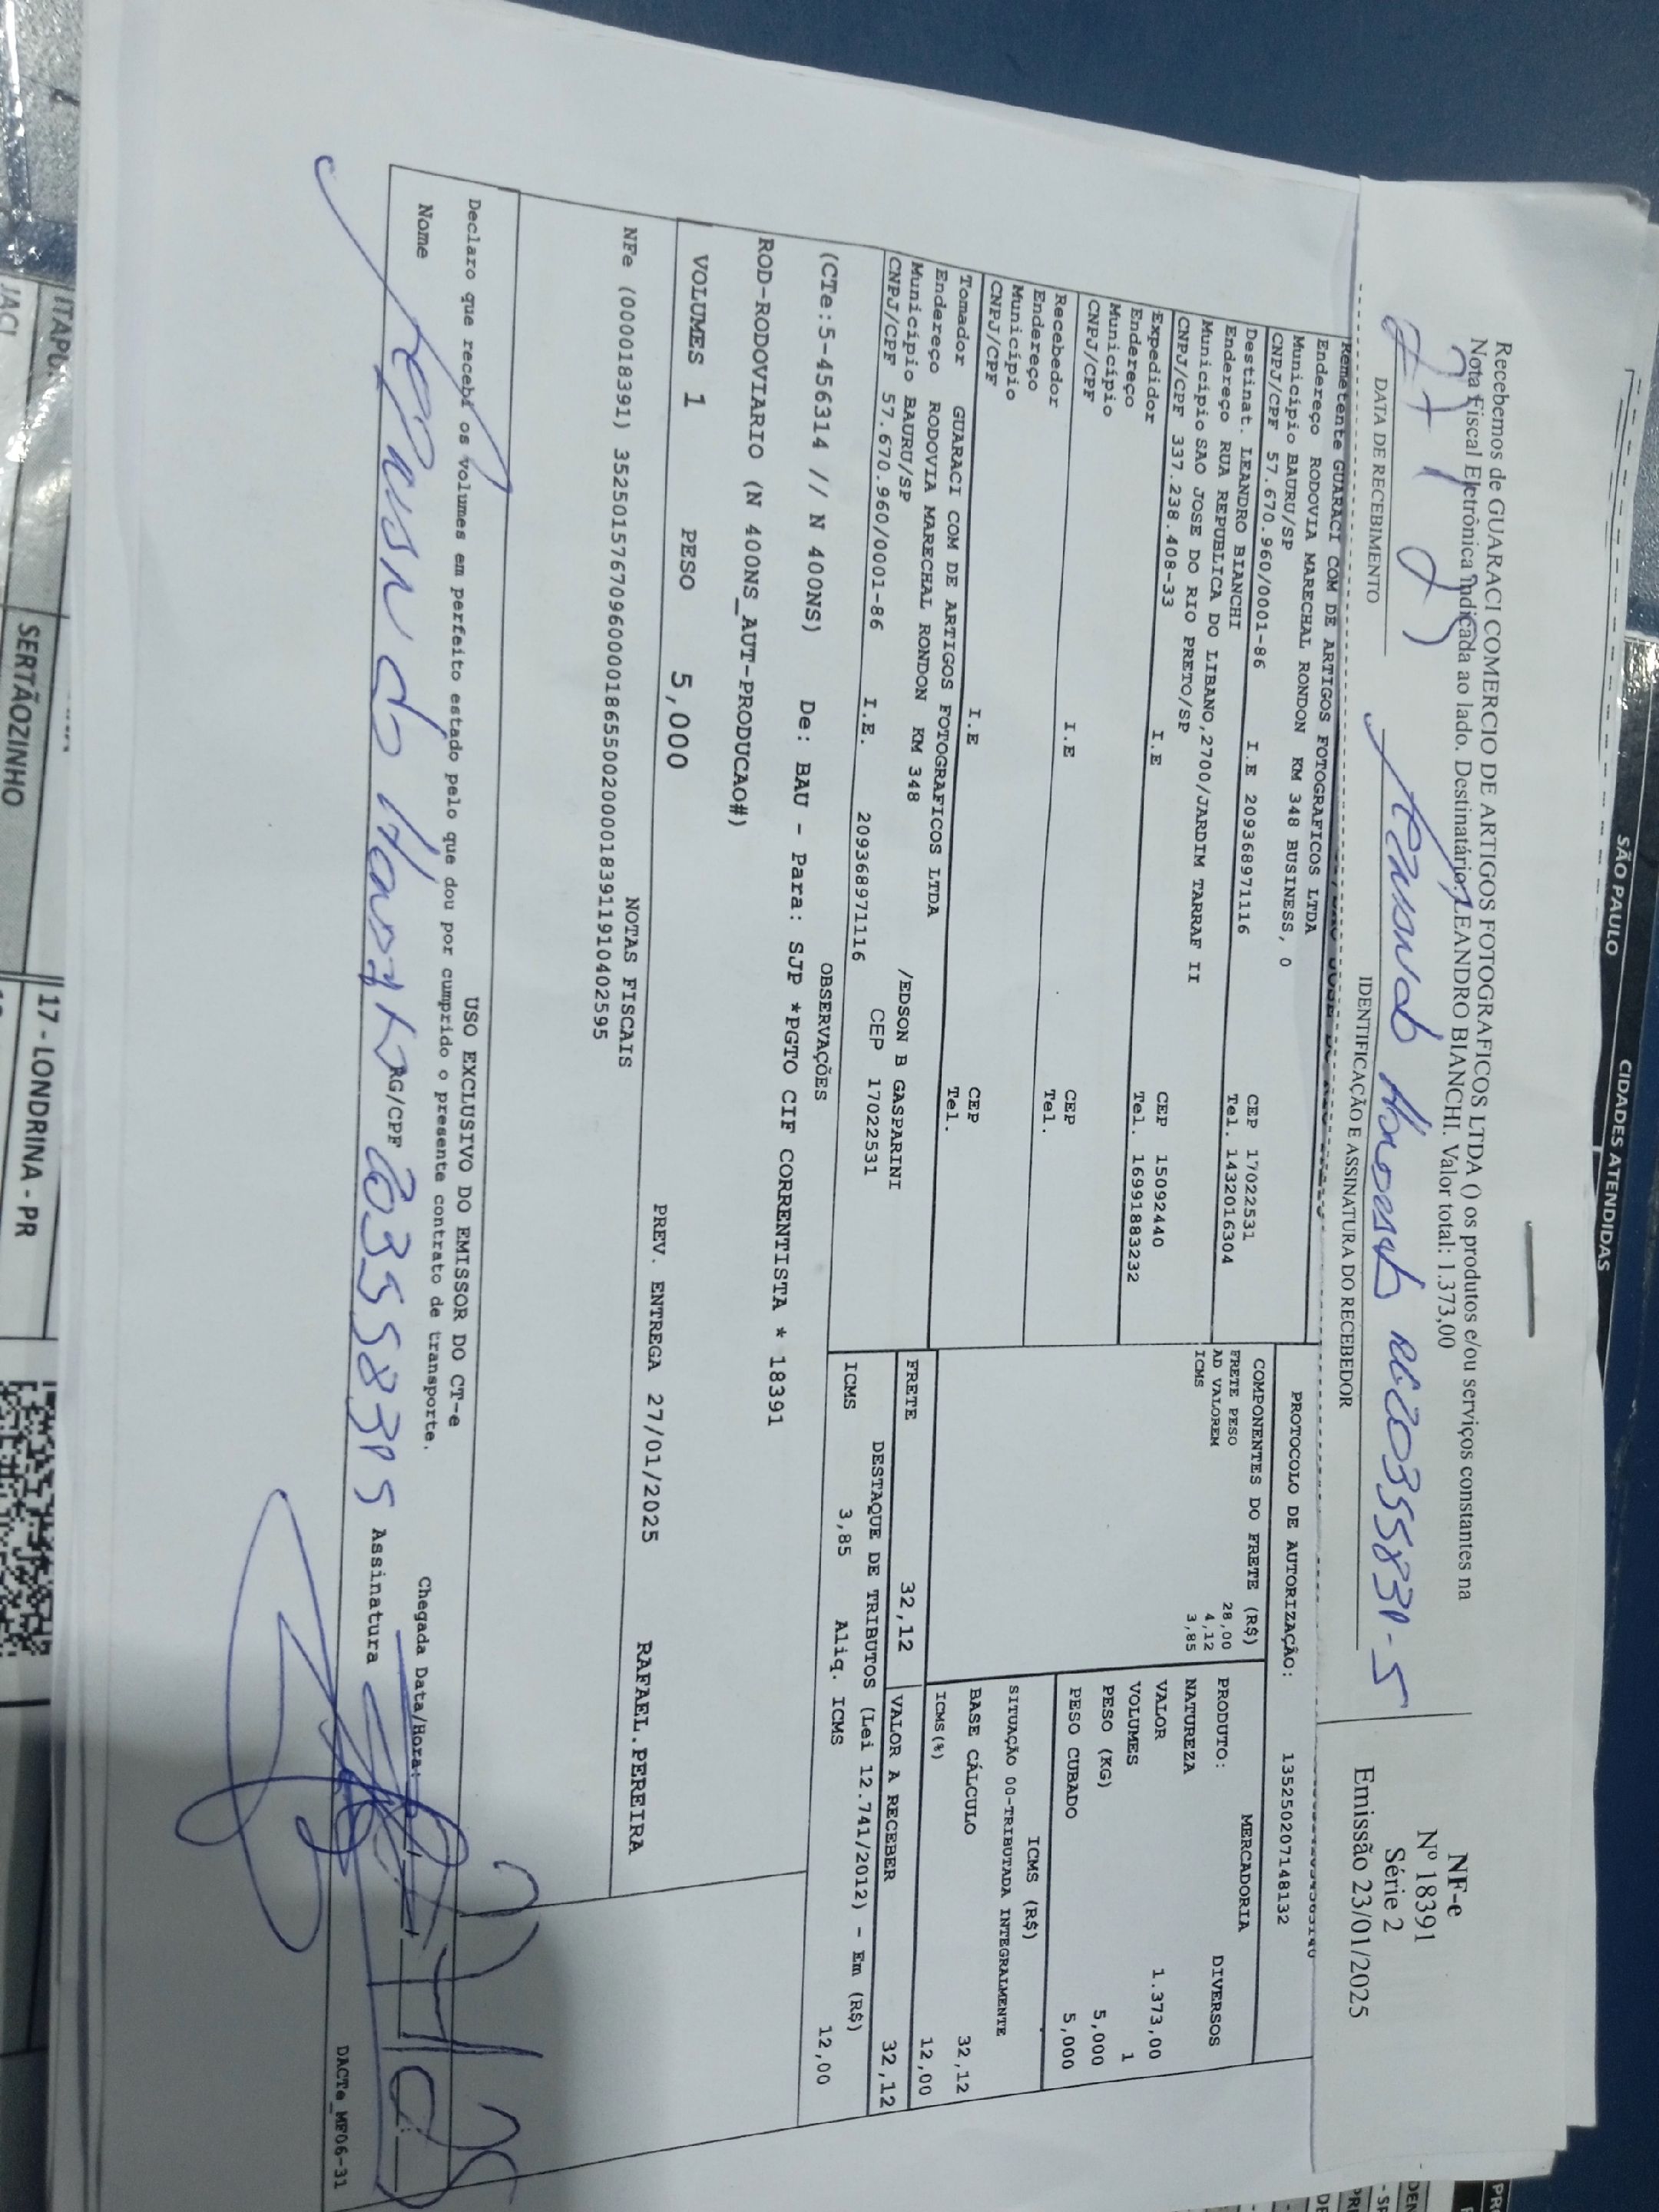 SÃO PAULO
CIDADES ATENDIDAS
Recebemos de GUARACI COMERCIO DE ARTIGOS FOTOGRAFICOS LTDA () os produtos e/ou serviços constantes na
Nota Fiscal Eletrônica indicada ao lado. Destinatário: LEANDRO BIANCHI. Valor total: 1.373,00
NF-e
Nº 18391
Série 2
Emissão 23/01/2025
DATA DE RECEBIMENTO
IDENTIFICAÇÃO E ASSINATURA DO RECEBEDOR
Remetente GUARACI COM DE ARTIGOS FOTOGRAFICOS LTDA
Endereço RODOVIA MARECHAL RONDON KM 348 BUSINESS, 0
Município BAURU/SP
CEP 17022531
CNPJ/CPF 57.670.960/0001-86 I.E 209368971116
Tel. 1432016304
Destinat. LEANDRO BIANCHI
Endereço RUA REPUBLICA DO LIBANO,2700/JARDIM TARRAF II
Município SAO JOSE DO RIO PRETO/SP
CEP 15092440
CNPJ/CPF 337.238.408-33 I.E
Tel. 16991883232
Expedidor
Endereço
Município
CEP
CNPJ/CPF I.E
Tel.
Recebedor
Endereço
Município
CEP
CNPJ/CPF I.E
Tel.
Tomador GUARACI COM DE ARTIGOS FOTOGRAFICOS LTDA
Endereço RODOVIA MARECHAL RONDON KM 348 /EDSON B GASPARINI
Município BAURU/SP
CEP 17022531
CNPJ/CPF 57.670.960/0001-86 I.E. 209368971116
PROTOCOLO DE AUTORIZAÇÃO: 135250207148132
COMPONENTES DO FRETE (R$)
FRETE PESO 28,00
AD VALOREM 4,12
ICMS 3,85
MERCADORIA
PRODUTO: DIVERSOS
NATUREZA
VALOR 1.373,00
VOLUMES 1
PESO (KG) 5,000
PESO CUBADO 5,000
ICMS (R$)
SITUAÇÃO 00-TRIBUTADA INTEGRALMENTE
BASE CÁLCULO 32,12
ICMS(%) 12,00
FRETE 32,12
VALOR A RECEBER 32,12
DESTAQUE DE TRIBUTOS (Lei 12.741/2012) - Em (R$)
ICMS 3,85 Aliq. ICMS 12,00
OBSERVAÇÕES
(CTe:5-456314 // N 400NS) De: BAU - Para: SJP *PGTO CIF CORRENTISTA * 18391
ROD-RODOVIARIO (N 400NS_AUT-PRODUCAO#)
VOLUMES 1 PESO 5,000 PREV. ENTREGA 27/01/2025 RAFAEL.PEREIRA
NOTAS FISCAIS
NFe (000018391) 35250157670960000186550020000183911910402595
USO EXCLUSIVO DO EMISSOR DO CT-e
Declaro que recebi os volumes em perfeito estado pelo que dou por cumprido o presente contrato de transporte.
Chegada Data/Hora:
Nome
RG/CPF
Assinatura
DACTe_MF06-31
SERTÃOZINHO
17 - LONDRINA - PR